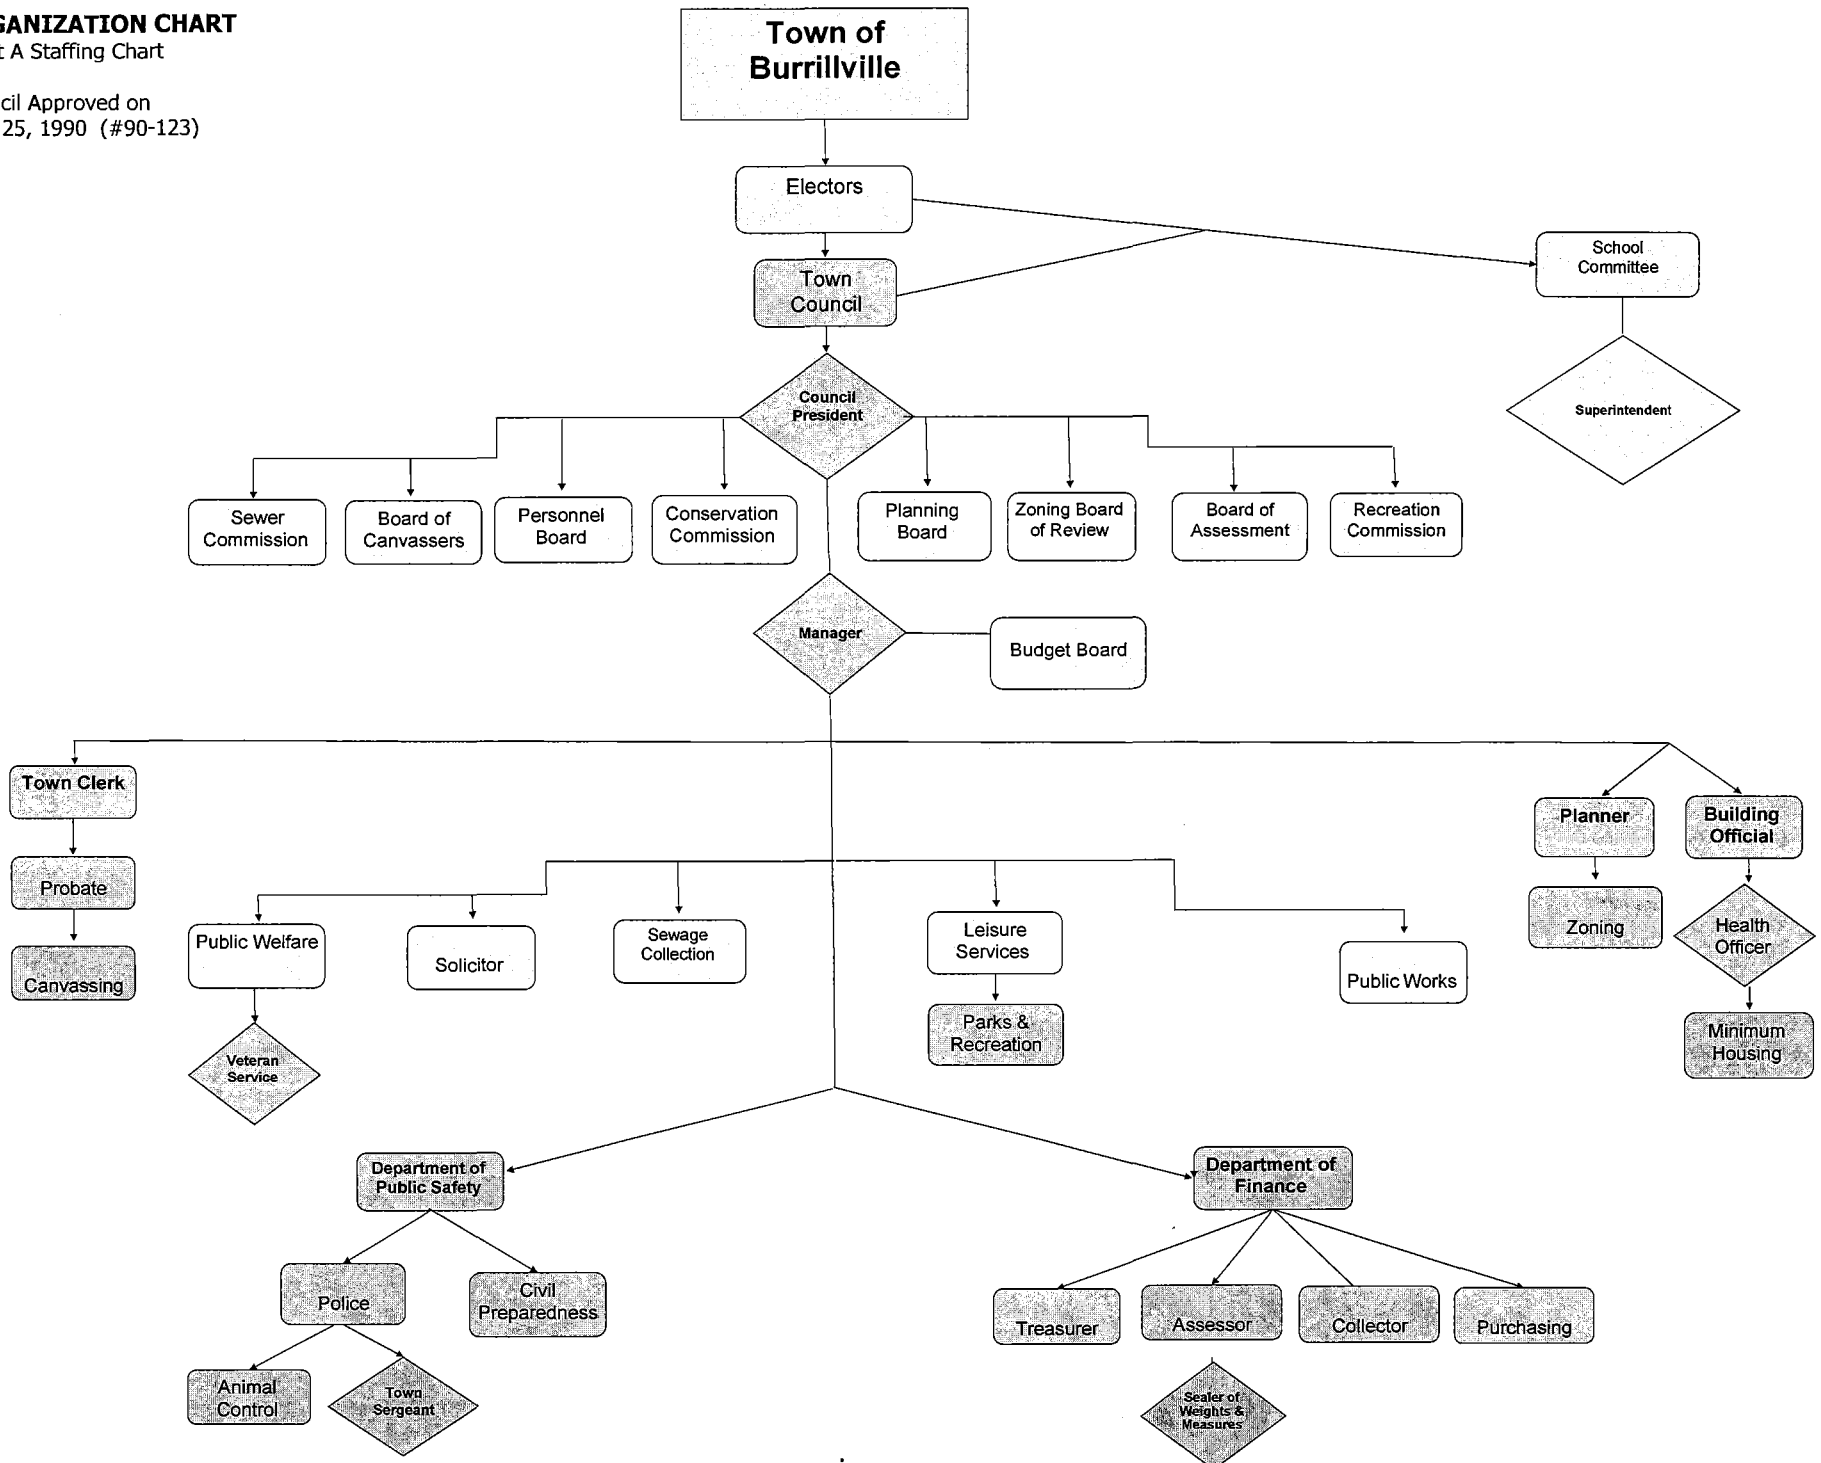 GANIZATION CHART
t A Staffing Chart
cil Approved on
25, 1990 (#90-123)
Town of
Burrillville
Electors
Town
Council
School
Committee
Council
President
Superintendent
Sewer
Commission
Board of
Canvassers
Personnel
Board
Conservation
Commission
Planning
Board
Zoning Board
of Review
Board of
Assessment
Recreation
Commission
Manager
Budget Board
Town Clerk
Planner
Building
Official
Probate
Zoning
Health
Officer
Canvassing
Public Welfare
Solicitor
Sewage
Collection
Leisure
Services
Public Works
Parks &
Recreation
Minimum
Housing
Veteran
Service
Department of
Public Safety
Department of
Finance
Police
Civil
Preparedness
Treasurer
Assessor
Collector
Purchasing
Animal
Control
Town
Sergeant
Sealer of
Weights &
Measures